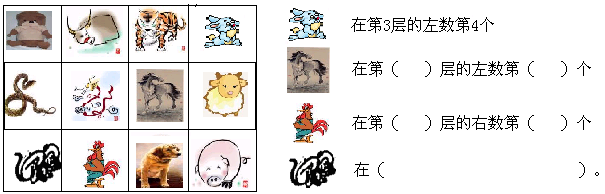 在第3层的左数第4个
在第（ ）层的左数第（ ）个
在第（ ）层的右数第（ ）个
在（ ）。